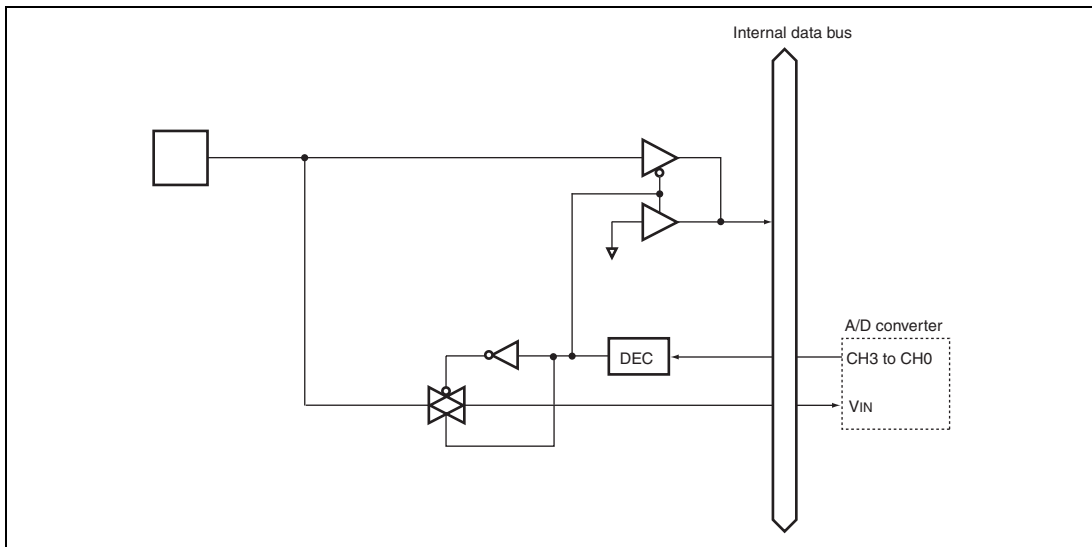 Internal data bus
A/D converter
DEC
CH3 to CH0
VIN